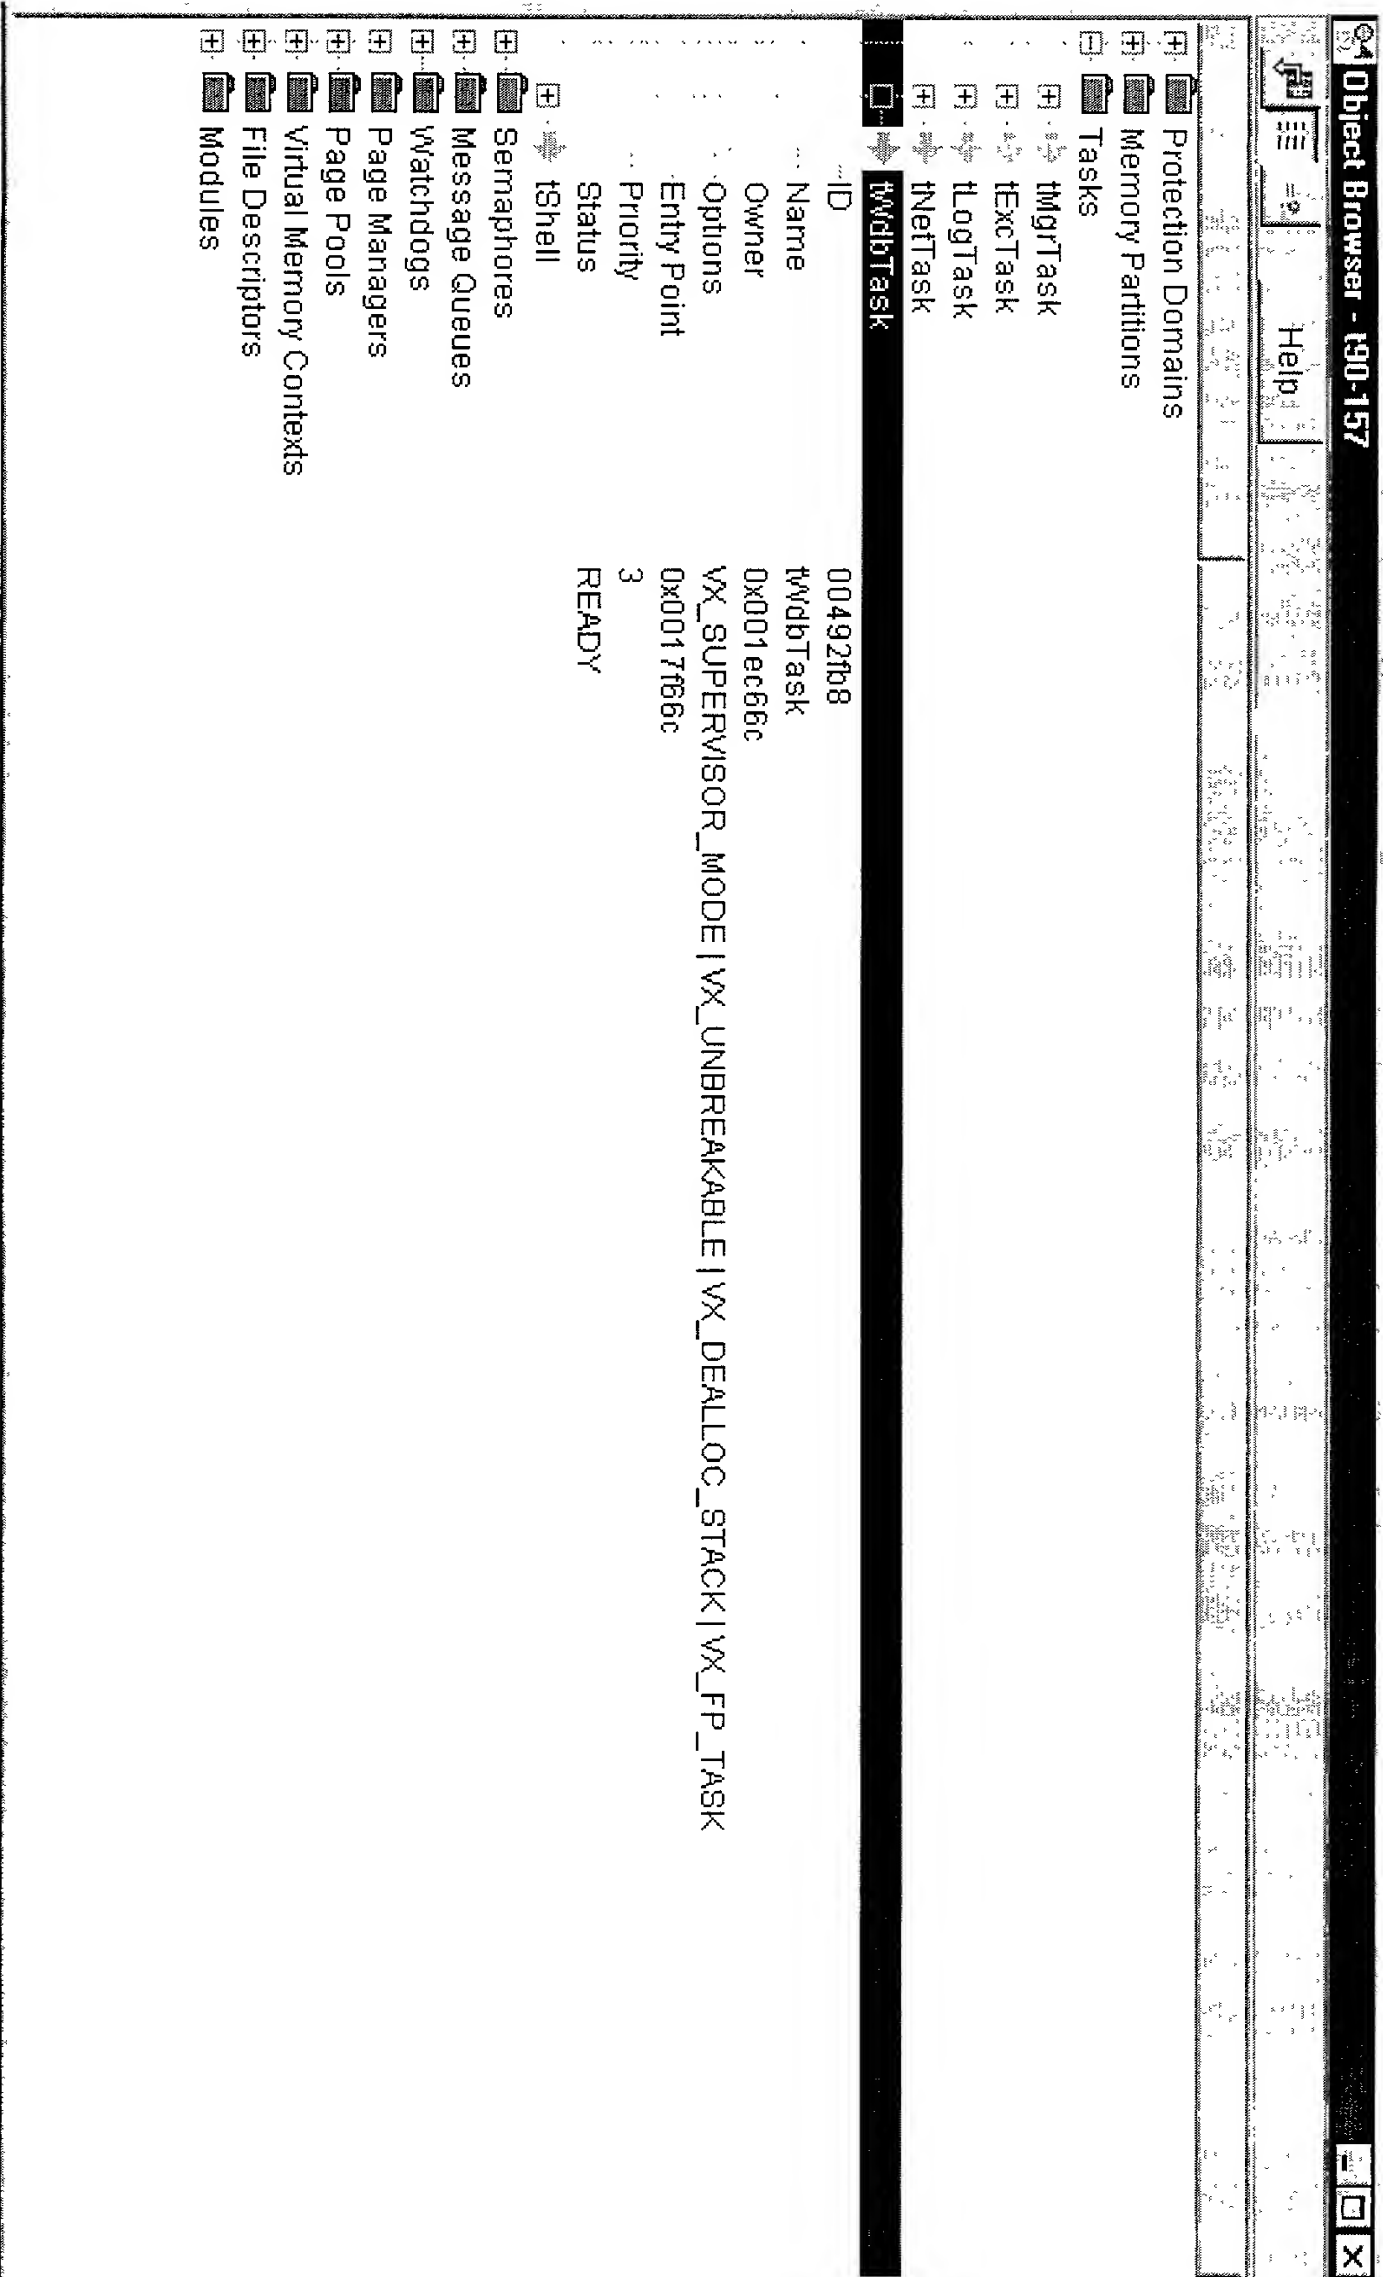 Object Browser - t90-157
Help
Protection Domains
Memory Partitions
Tasks
tMgrTask
tExcTask
tLogTask
tNetTask
tWdbTask
ID 00492fb8
Name tWdbTask
Owner 0x001ec66c
Options VX_SUPERVISOR_MODE | VX_UNBREAKABLE | VX_DEALLOC_STACK | VX_FP_TASK
Entry Point 0x0017f66c
Priority 3
Status READY
tShell
Semaphores
Message Queues
Watchdogs
Page Managers
Page Pools
Virtual Memory Contexts
File Descriptors
Modules